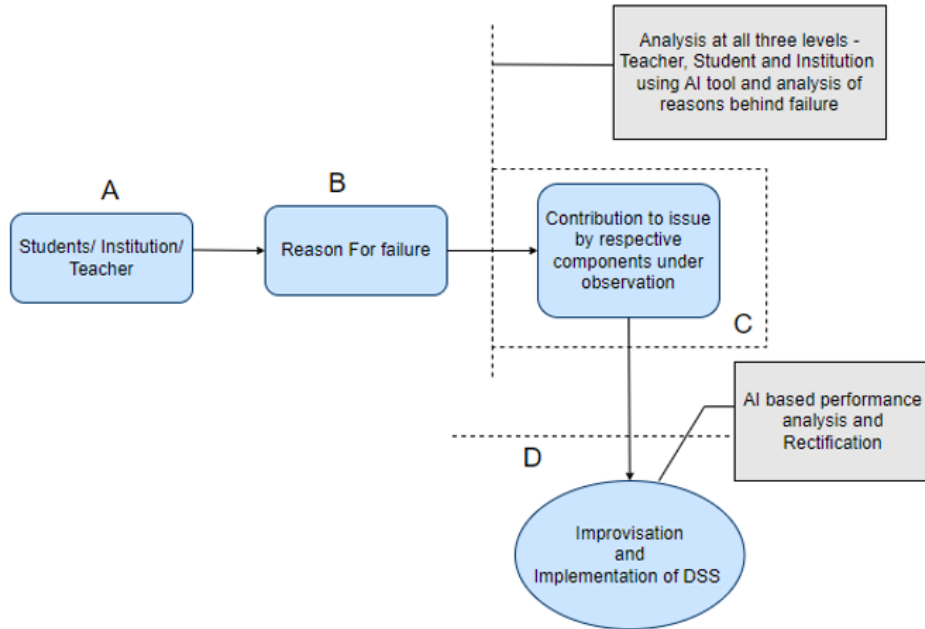 Analysis at all three levels -
Teacher, Student and Institution
using AI tool and analysis of
reasons behind failure
A
B
Students/ Institution/
Teacher
Reason For failure
Contribution to issue
by respective
components under
observation
C
AI based performance
analysis and
Rectification
D
Improvisation
and
Implementation of DSS